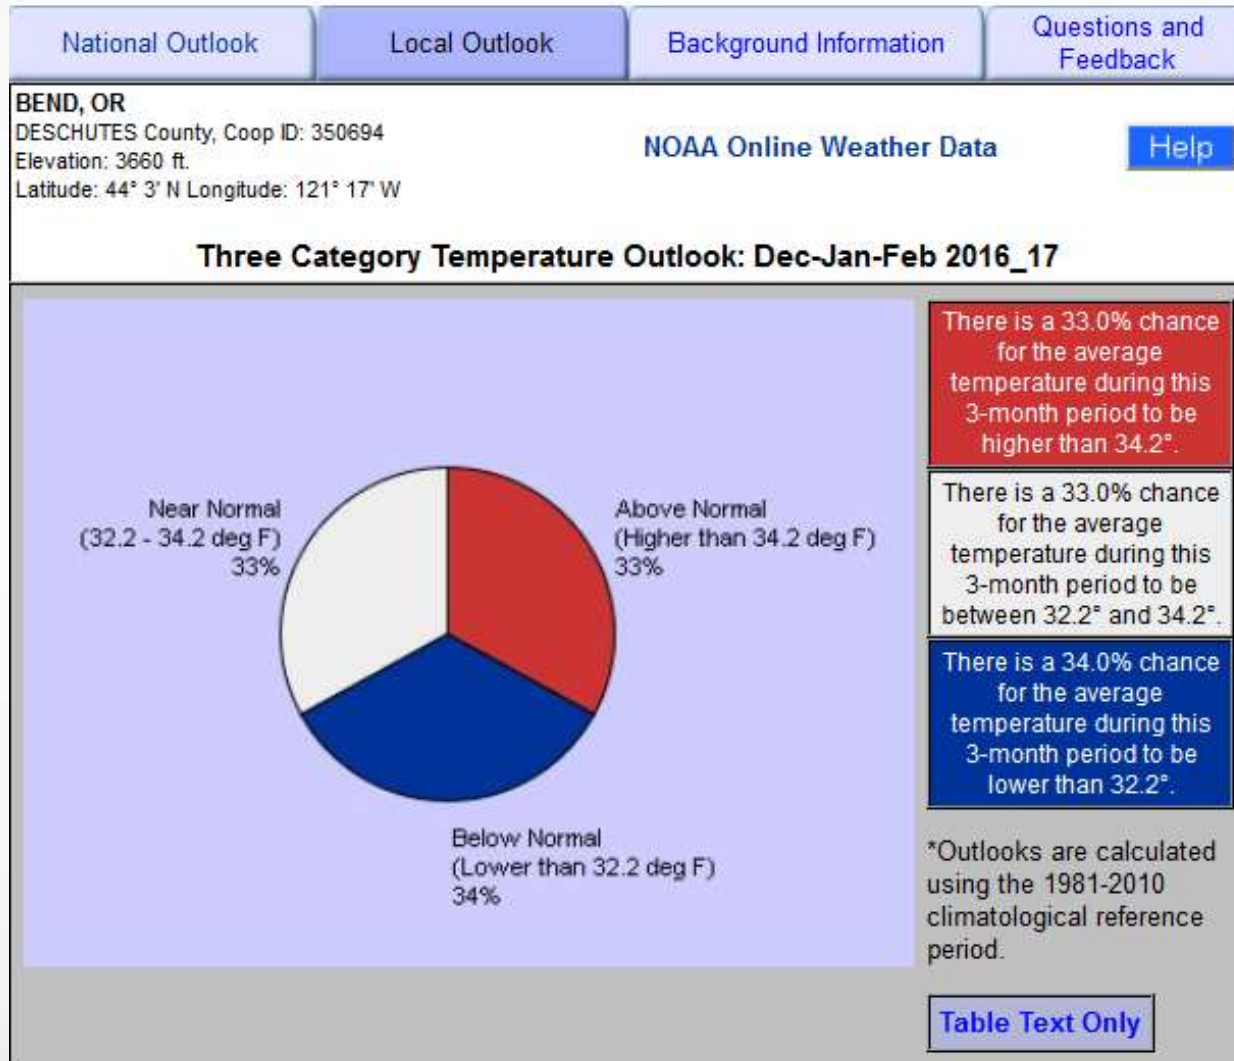 National Outlook
Local Outlook
Background Information
Questions and
Feedback
BEND, OR
DESCHUTES County, Coop ID: 350694
Elevation: 3660 ft.
Latitude: 44° 3' N Longitude: 121° 17' W
NOAA Online Weather Data
Help
Three Category Temperature Outlook: Dec-Jan-Feb 2016_17
Near Normal
(32.2 - 34.2 deg F)
33%
Above Normal
(Higher than 34.2 deg F)
33%
Below Normal
(Lower than 32.2 deg F)
34%
There is a 33.0% chance
for the average
temperature during this
3-month period to be
higher than 34.2°.
There is a 33.0% chance
for the average
temperature during this
3-month period to be
between 32.2° and 34.2°.
There is a 34.0% chance
for the average
temperature during this
3-month period to be
lower than 32.2°.
*Outlooks are calculated
using the 1981-2010
climatological reference
period.
Table Text Only